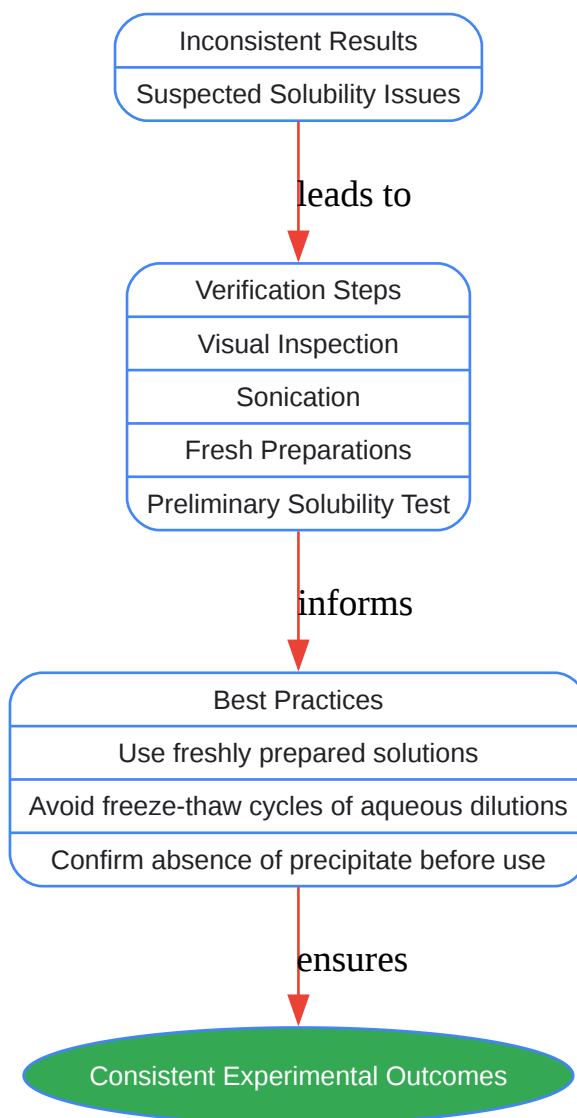 Inconsistent Results
Suspected Solubility Issues
leads to
Verification Steps
Visual Inspection
Sonication
Fresh Preparations
Preliminary Solubility Test
informs
Best Practices
Use freshly prepared solutions
Avoid freeze-thaw cycles of aqueous dilutions
Confirm absence of precipitate before use
ensures
Consistent Experimental Outcomes